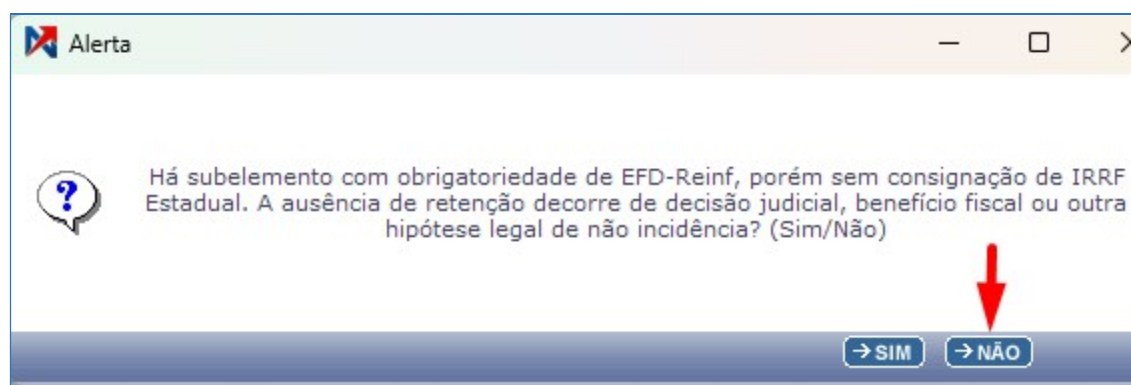 Alerta
Há subelemento com obrigatoriedade de EFD-Reinf, porém sem consignação de IRRF
Estadual. A ausência de retenção decorre de decisão judicial, benefício fiscal ou outra
hipótese legal de não incidência? (Sim/Não)
→ SIM → NÃO